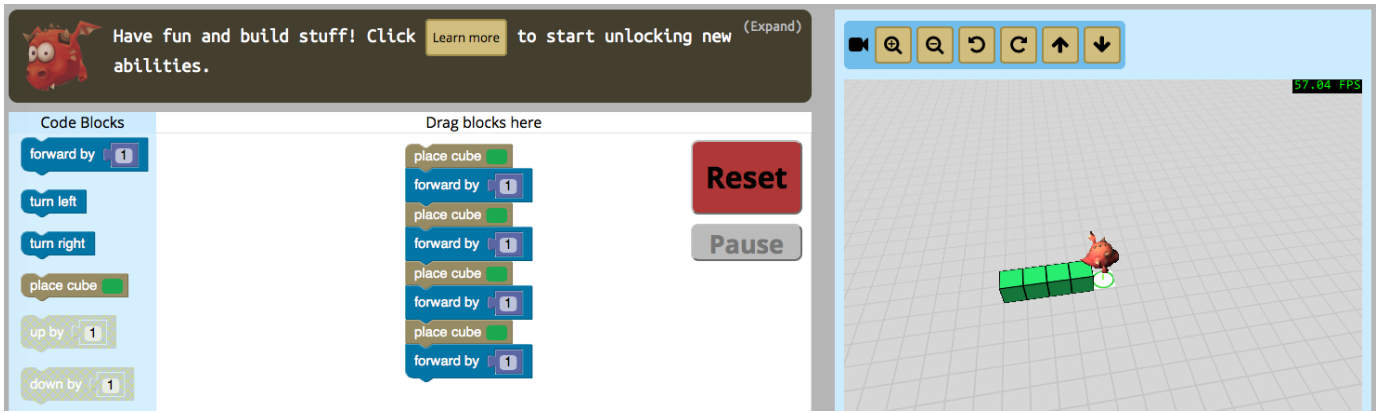 Have fun and build stuff! Click Learn more to start unlocking new (Expand)
abilities.
Code Blocks
Drag blocks here
forward by 1
turn left
turn right
place cube
up by 1
down by 1
place cube
forward by 1
place cube
forward by 1
place cube
forward by 1
place cube
forward by 1
Reset
Pause
57.04 FPS